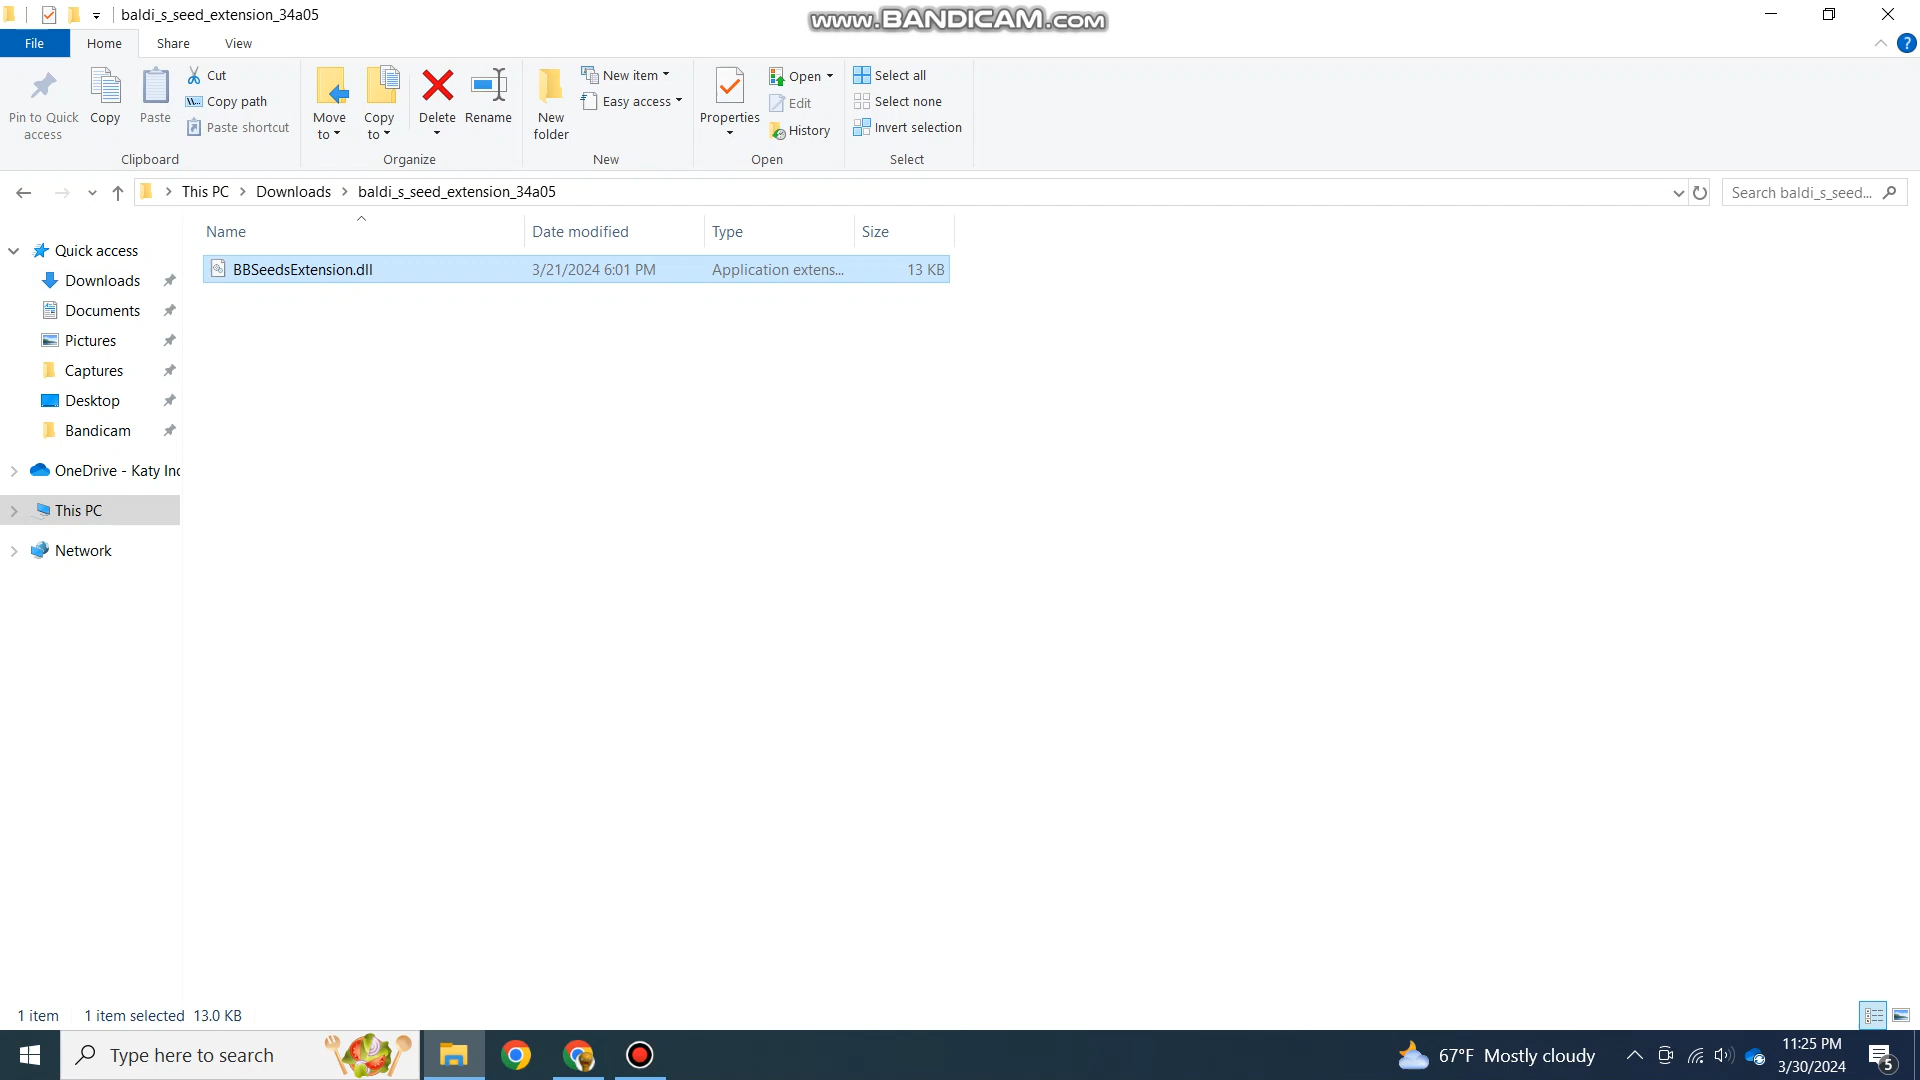 baldi_s_seed_extension_34a05
www.BANDICAM.com
File Home Share View
Pin to Quick access
Copy
Paste
Cut
Copy path
Paste shortcut
Clipboard
Move to
Copy to
Delete
Rename
Organize
New folder
New item
Easy access
New
Properties
Open
Edit
History
Open
Select all
Select none
Invert selection
Select
This PC Downloads baldi_s_seed_extension_34a05
Search baldi_s_seed...
Name Date modified Type Size
BBSeedsExtension.dll 3/21/2024 6:01 PM Application extens... 13 KB
Quick access
Downloads
Documents
Pictures
Captures
Desktop
Bandicam
OneDrive - Katy Ind
This PC
Network
1 item 1 item selected 13.0 KB
Type here to search
67°F Mostly cloudy
11:25 PM
3/30/2024
5